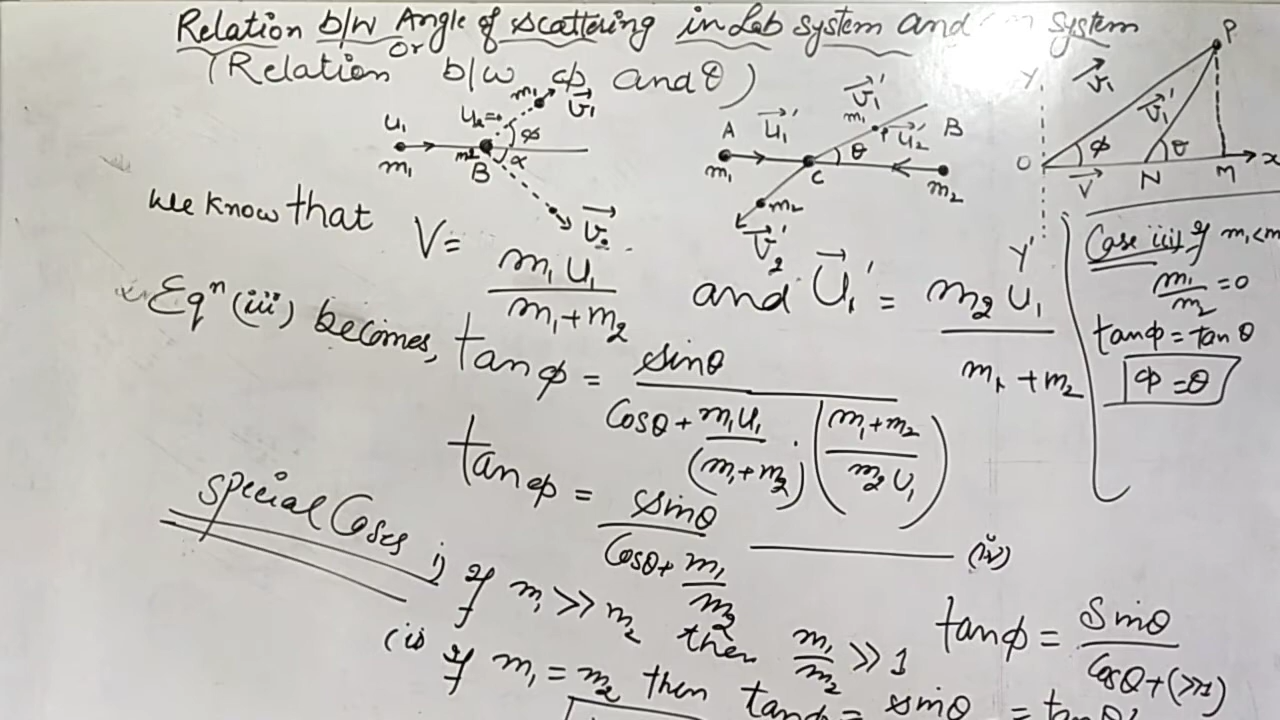 Relation b/w Angle of scattering in Lab system and system
Or
(Relation b/w φ and θ)
u₁
m₁
u₂=0
m₂
B
m₁
v₁
φ
α
A
u₁'
m₁
C
v₁'
m₁
θ
u₂'
B
m₂
m₂
v₂'
Y
O
Y'
P
v₁
v₁'
φ
θ
V
N
M
x
We know that V = m₁u₁/(m₁+m₂) and U₁' = m₂u₁/(m₁+m₂)
Eqⁿ (iii) becomes, tanφ = sinθ/(Cosθ + m₁u₁/(m₁+m₂) · ((m₁+m₂)/(m₂u₁)))
tanφ = sinθ/(Cosθ + m₁/m₂) (iv)
Special Cases i) If m₁ >> m₂ then m₁/m₂ >> 1 tanφ = Sinθ/(Cosθ+(>>1))
(ii) If m₁ = m₂ then tanφ = sinθ = tan
Case iii) If m₁<m
m₁/m₂ = 0
tanφ = tanθ
φ = θ